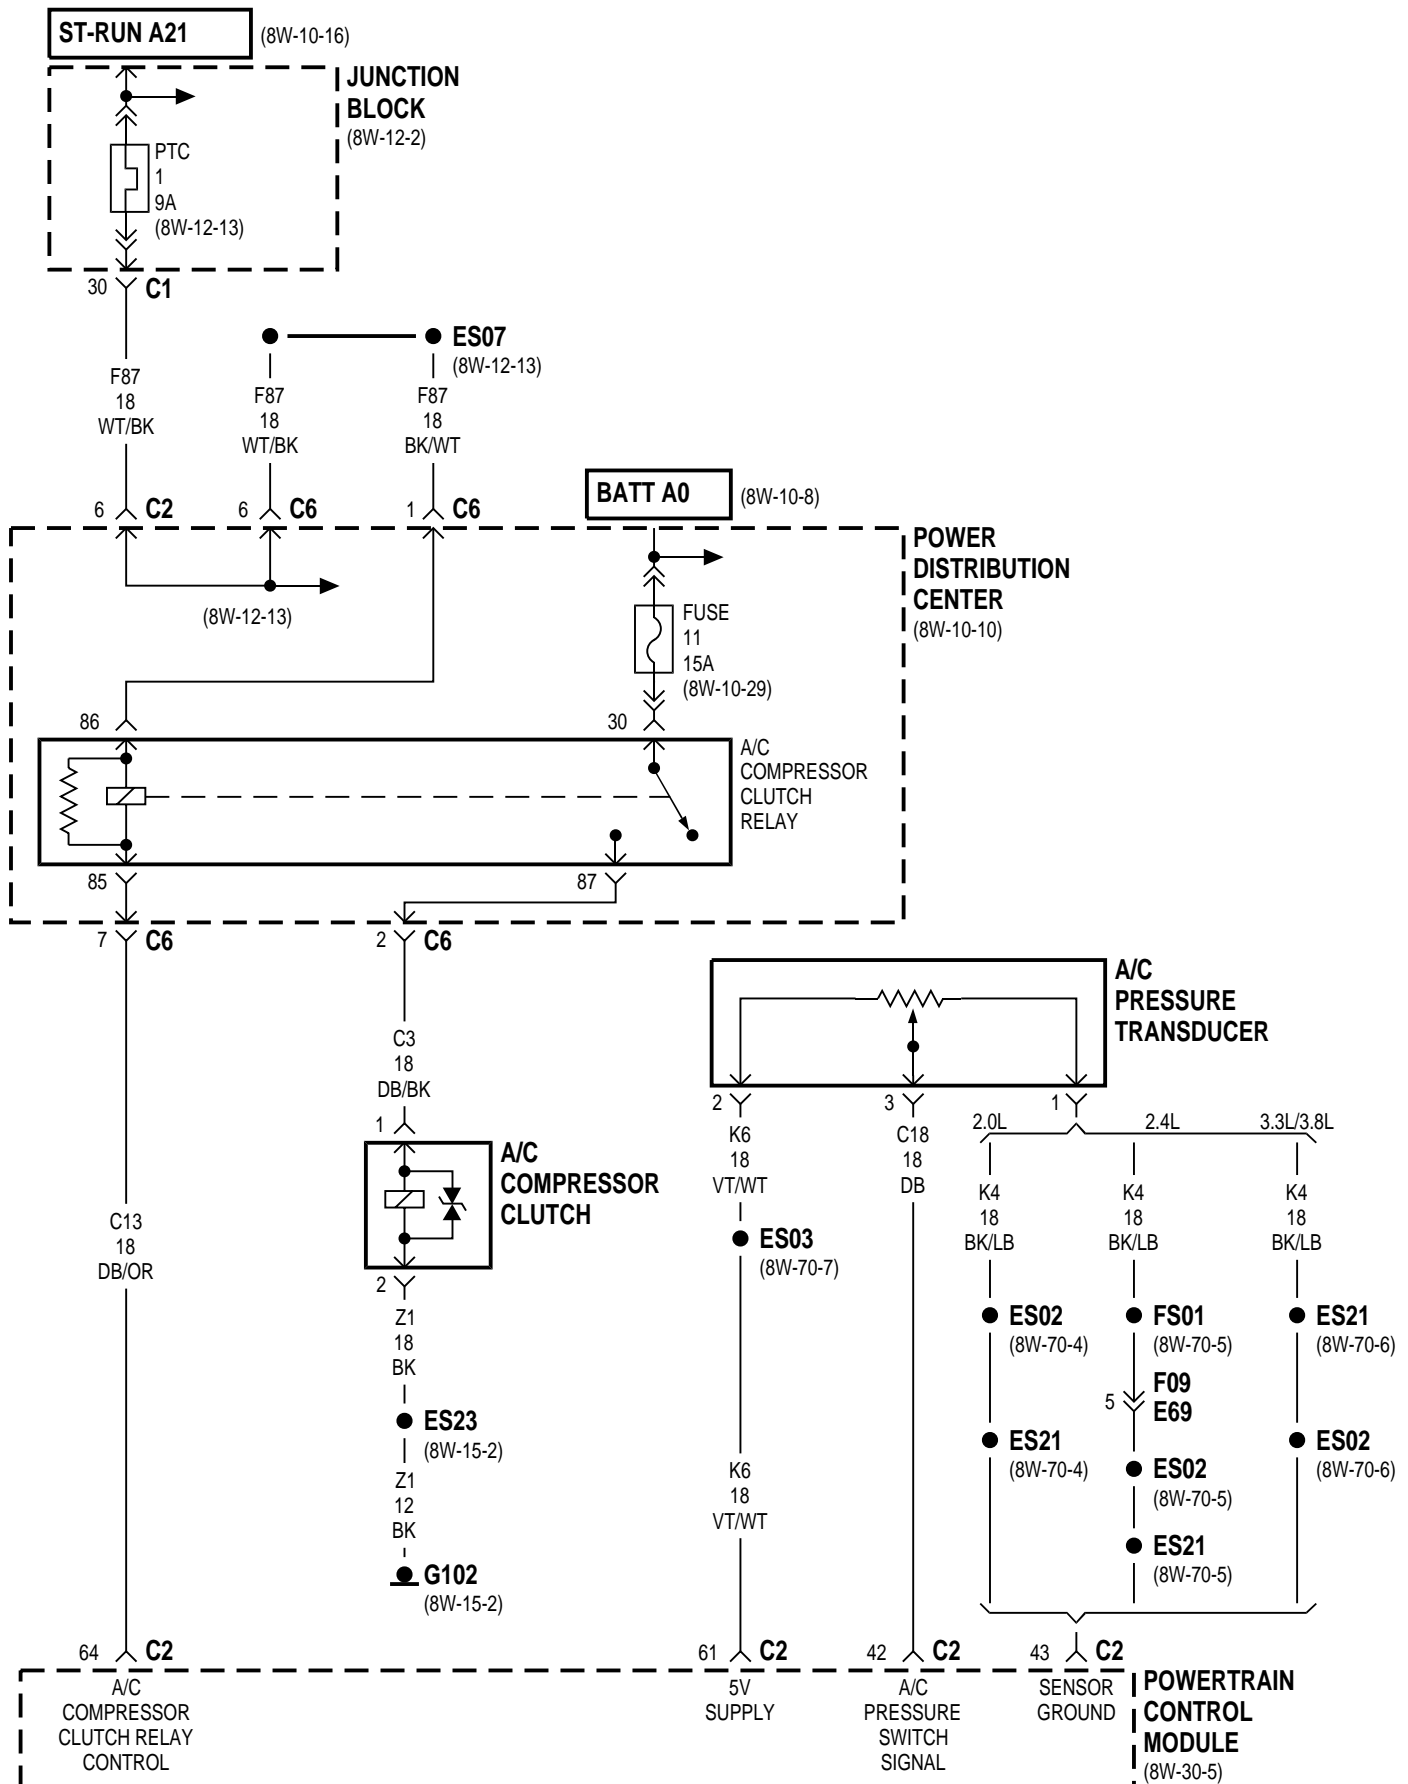 ST-RUN A21
(8W-10-16)
JUNCTION
BLOCK
(8W-12-2)
PTC
1
9A
(8W-12-13)
30
C1
ES07
(8W-12-13)
F87
18
WT/BK
F87
18
WT/BK
F87
18
BK/WT
BATT A0
(8W-10-8)
6
C2
6
C6
1
C6
POWER
DISTRIBUTION
CENTER
(8W-10-10)
(8W-12-13)
FUSE
11
15A
(8W-10-29)
86
30
A/C
COMPRESSOR
CLUTCH
RELAY
85
87
7
C6
2
C6
A/C
PRESSURE
TRANSDUCER
C3
18
DB/BK
2
3
1
2.0L
2.4L
3.3L/3.8L
1
A/C
COMPRESSOR
CLUTCH
K6
18
VT/WT
C18
18
DB
K4
18
BK/LB
K4
18
BK/LB
K4
18
BK/LB
C13
18
DB/OR
ES03
(8W-70-7)
2
Z1
18
BK
ES02
(8W-70-4)
FS01
(8W-70-5)
ES21
(8W-70-6)
5
F09
E69
ES23
(8W-15-2)
ES21
(8W-70-4)
ES02
(8W-70-5)
ES02
(8W-70-6)
Z1
12
BK
K6
18
VT/WT
ES21
(8W-70-5)
G102
(8W-15-2)
64
C2
61
C2
42
C2
43
C2
A/C
COMPRESSOR
CLUTCH RELAY
CONTROL
5V
SUPPLY
A/C
PRESSURE
SWITCH
SIGNAL
SENSOR
GROUND
POWERTRAIN
CONTROL
MODULE
(8W-30-5)